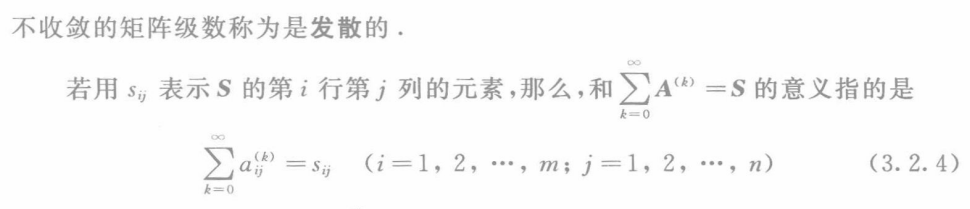 不收敛的矩阵级数称为是发散的.
若用 $s_{ij}$ 表示 $\boldsymbol{S}$ 的第 $i$ 行第 $j$ 列的元素,那么,和 $\sum_{k=0}^{\infty} \boldsymbol{A}^{(k)} = \boldsymbol{S}$ 的意义指的是
$\sum_{k=0}^{\infty} a_{ij}^{(k)} = s_{ij} \quad (i=1, 2, \cdots, m; j=1, 2, \cdots, n)$ (3.2.4)